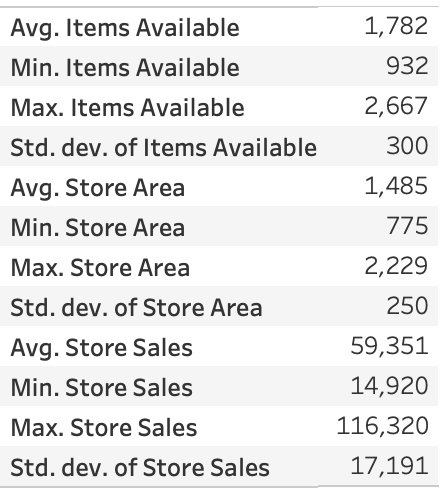 Avg. Items Available 1,782
Min. Items Available 932
Max. Items Available 2,667
Std. dev. of Items Available 300
Avg. Store Area 1,485
Min. Store Area 775
Max. Store Area 2,229
Std. dev. of Store Area 250
Avg. Store Sales 59,351
Min. Store Sales 14,920
Max. Store Sales 116,320
Std. dev. of Store Sales 17,191